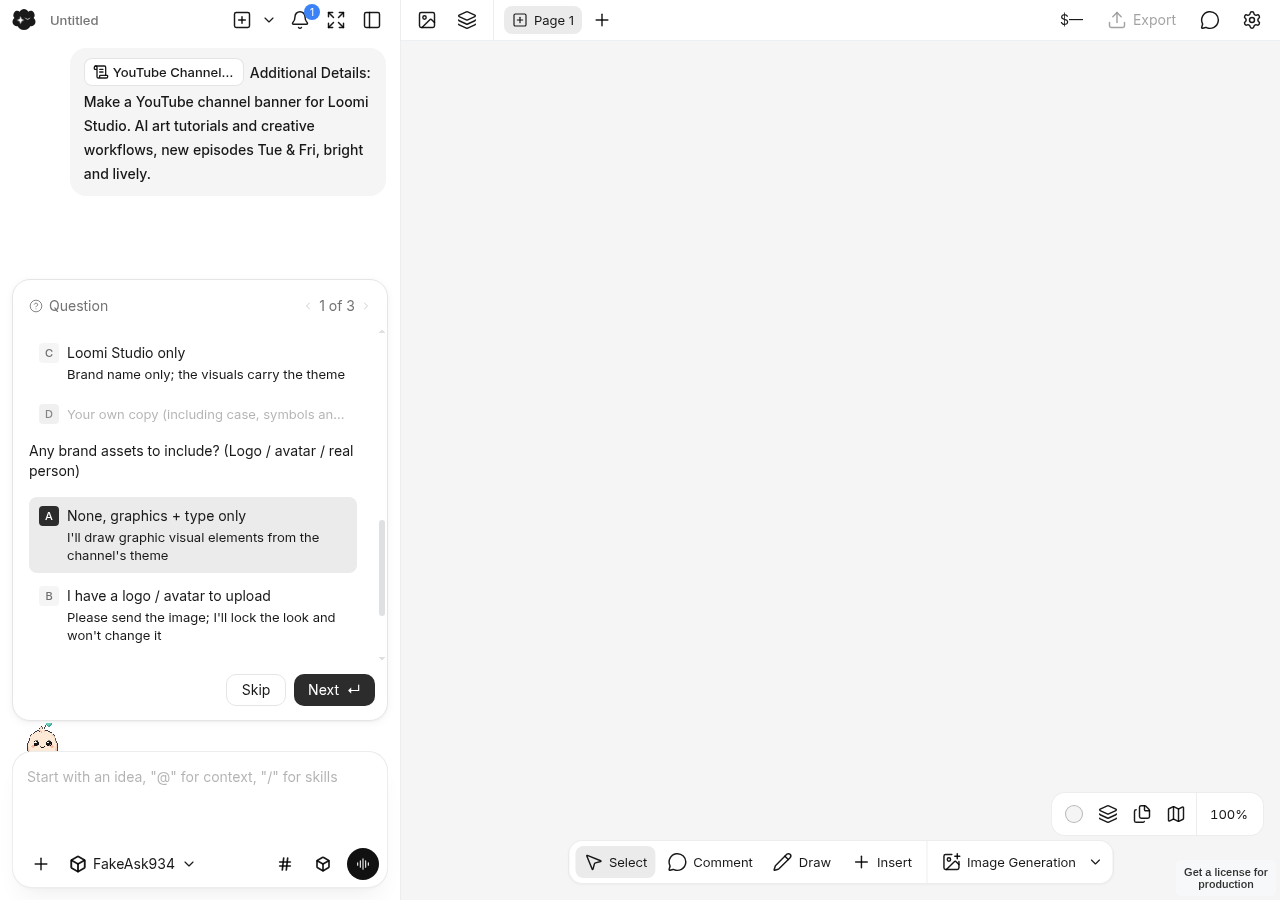 Untitled
1
Page 1
$—
Export
YouTube Channel... Additional Details:
Make a YouTube channel banner for Loomi
Studio. AI art tutorials and creative
workflows, new episodes Tue & Fri, bright
and lively.
Question
1 of 3
C
Loomi Studio only
Brand name only; the visuals carry the theme
D
Your own copy (including case, symbols an...
Any brand assets to include? (Logo / avatar / real
person)
A
None, graphics + type only
I'll draw graphic visual elements from the
channel's theme
B
I have a logo / avatar to upload
Please send the image; I'll lock the look and
won't change it
Skip
Next
Start with an idea, "@" for context, "/" for skills
FakeAsk934
100%
Select
Comment
Draw
Insert
Image Generation
Get a license for
production